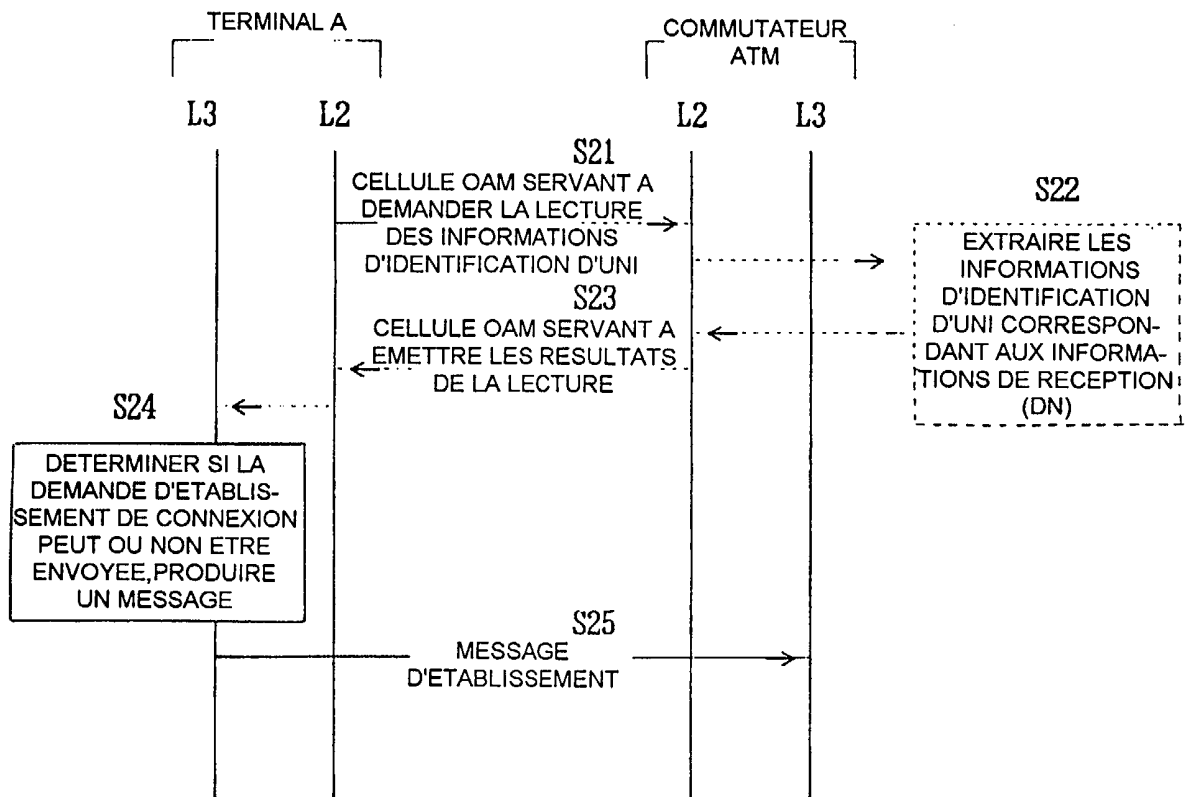 TERMINAL A
COMMUTATEUR
ATM
L3
L2
L2
L3
S21
CELLULE OAM SERVANT A
DEMANDER LA LECTURE
DES INFORMATIONS
D'IDENTIFICATION D'UNI
S22
EXTRAIRE LES
INFORMATIONS
D'IDENTIFICATION
D'UNI CORRESPON-
DANT AUX INFORMA-
TIONS DE RECEPTION
(DN)
S23
CELLULE OAM SERVANT A
EMETTRE LES RESULTATS
DE LA LECTURE
S24
DETERMINER SI LA
DEMANDE D'ETABLIS-
SEMENT DE CONNEXION
PEUT OU NON ETRE
ENVOYEE,PRODUIRE
UN MESSAGE
S25
MESSAGE
D'ETABLISSEMENT